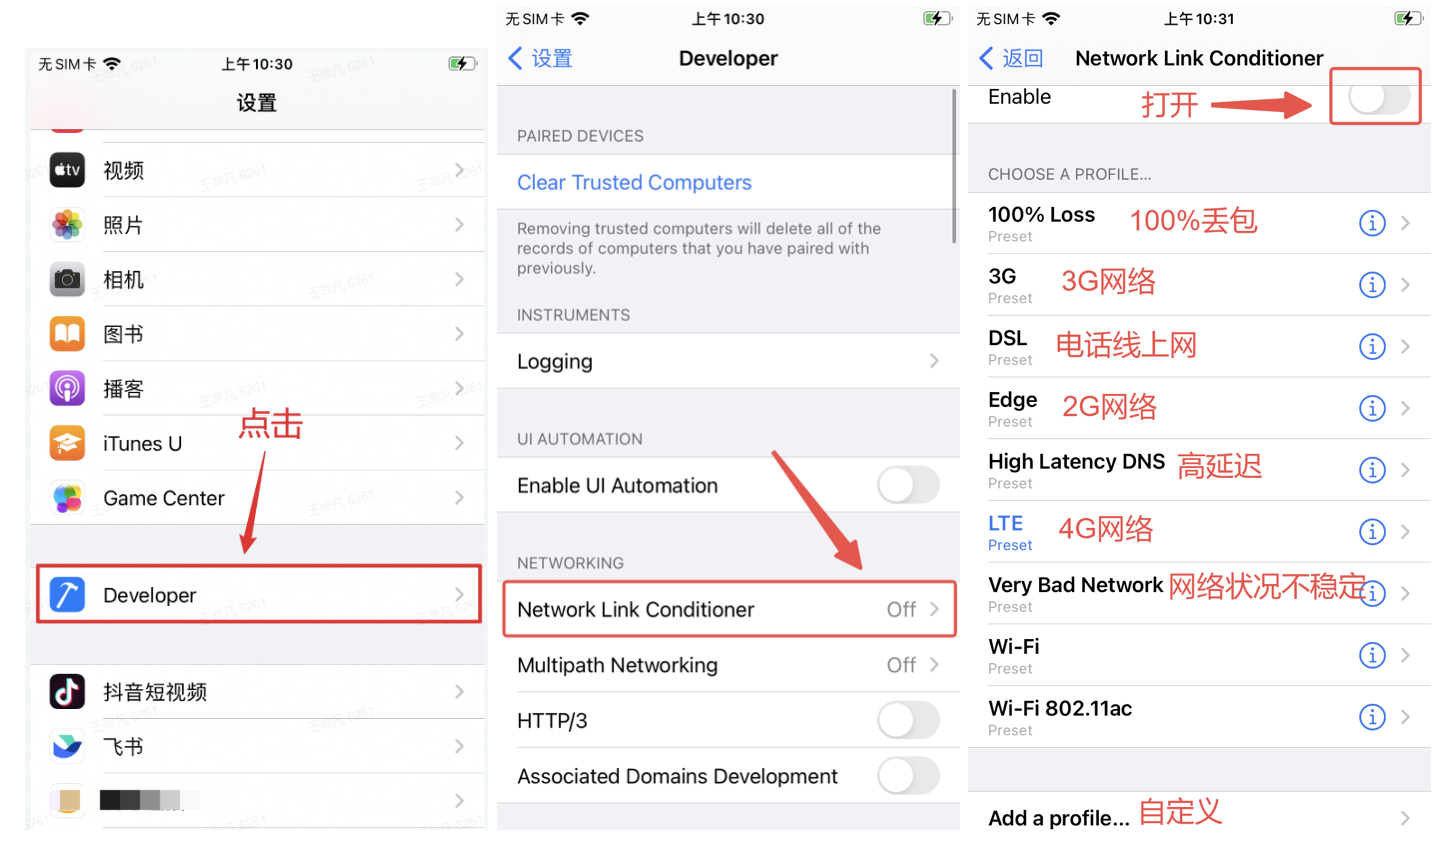 无SIM卡
上午10:30
设置
视频
照片
相机
图书
播客
iTunes U
Game Center
点击
Developer
抖音短视频
飞书
王非凡 6261
无SIM卡
上午10:30
设置
Developer
PAIRED DEVICES
Clear Trusted Computers
Removing trusted computers will delete all of the
records of computers that you have paired with
previously.
INSTRUMENTS
Logging
UI AUTOMATION
Enable UI Automation
NETWORKING
Network Link Conditioner Off
Multipath Networking Off
HTTP/3
Associated Domains Development
无SIM卡
上午10:31
返回
Network Link Conditioner
Enable 打开
CHOOSE A PROFILE...
100% Loss 100%丢包
Preset
3G 3G网络
Preset
DSL 电话线上网
Preset
Edge 2G网络
Preset
High Latency DNS 高延迟
Preset
LTE 4G网络
Preset
Very Bad Network 网络状况不稳定
Preset
Wi-Fi
Preset
Wi-Fi 802.11ac
Preset
Add a profile... 自定义